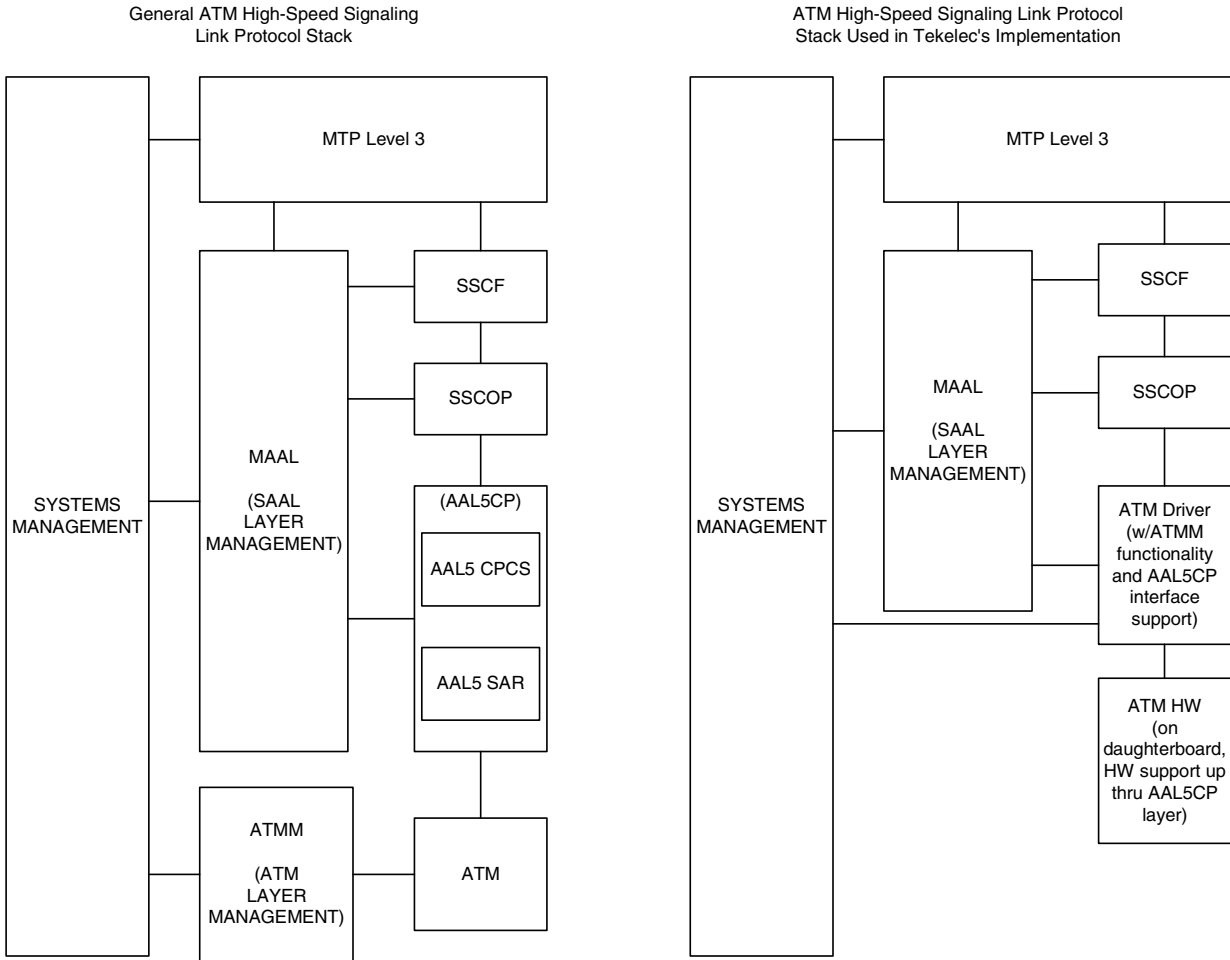 General ATM High-Speed Signaling
Link Protocol Stack
MTP Level 3
SSCF
SSCOP
MAAL
(SAAL
LAYER
MANAGEMENT)
SYSTEMS
MANAGEMENT
(AAL5CP)
AAL5 CPCS
AAL5 SAR
ATMM
(ATM
LAYER
MANAGEMENT)
ATM
ATM High-Speed Signaling Link Protocol
Stack Used in Tekelec's Implementation
MTP Level 3
SSCF
SSCOP
MAAL
(SAAL
LAYER
MANAGEMENT)
SYSTEMS
MANAGEMENT
ATM Driver
(w/ATMM
functionality
and AAL5CP
interface
support)
ATM HW
(on
daughterboard,
HW support up
thru AAL5CP
layer)